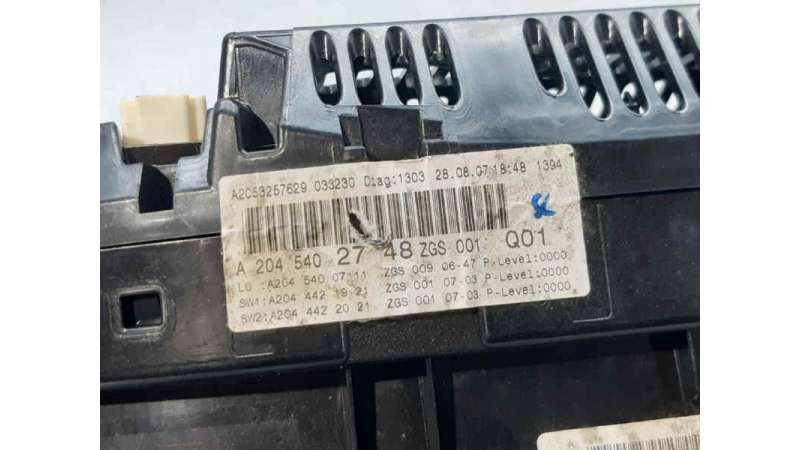 A2C53257629 033230 Diag:1303 28.08.07 18:48 1394
A 204 540 27 48 ZGS 001 Q01
LU :A204 540 07 11 ZGS 009 06-47 P-Level:0000
SW1:A204 442 19 21 ZGS 001 07-03 P-Level:0000
SW2:A204 442 20 21 ZGS 001 07-03 P-Level:0000